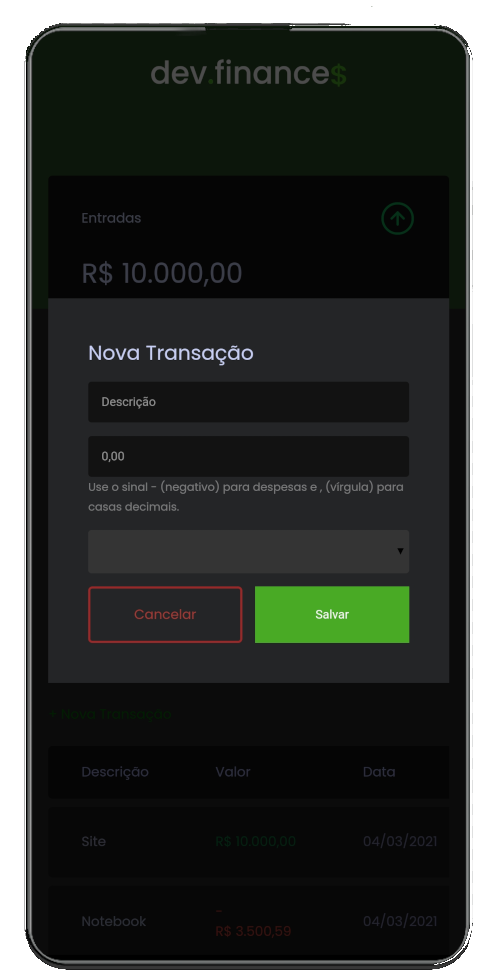 dev.finance$
Entradas
R$ 10.000,00
Nova Transação
Descrição
0,00
Use o sinal - (negativo) para despesas e , (vírgula) para
casas decimais.
Cancelar Salvar
+ Nova Transação
Descrição Valor Data
Site R$ 10.000,00 04/03/2021
Notebook -
R$ 3.500,59 04/03/2021